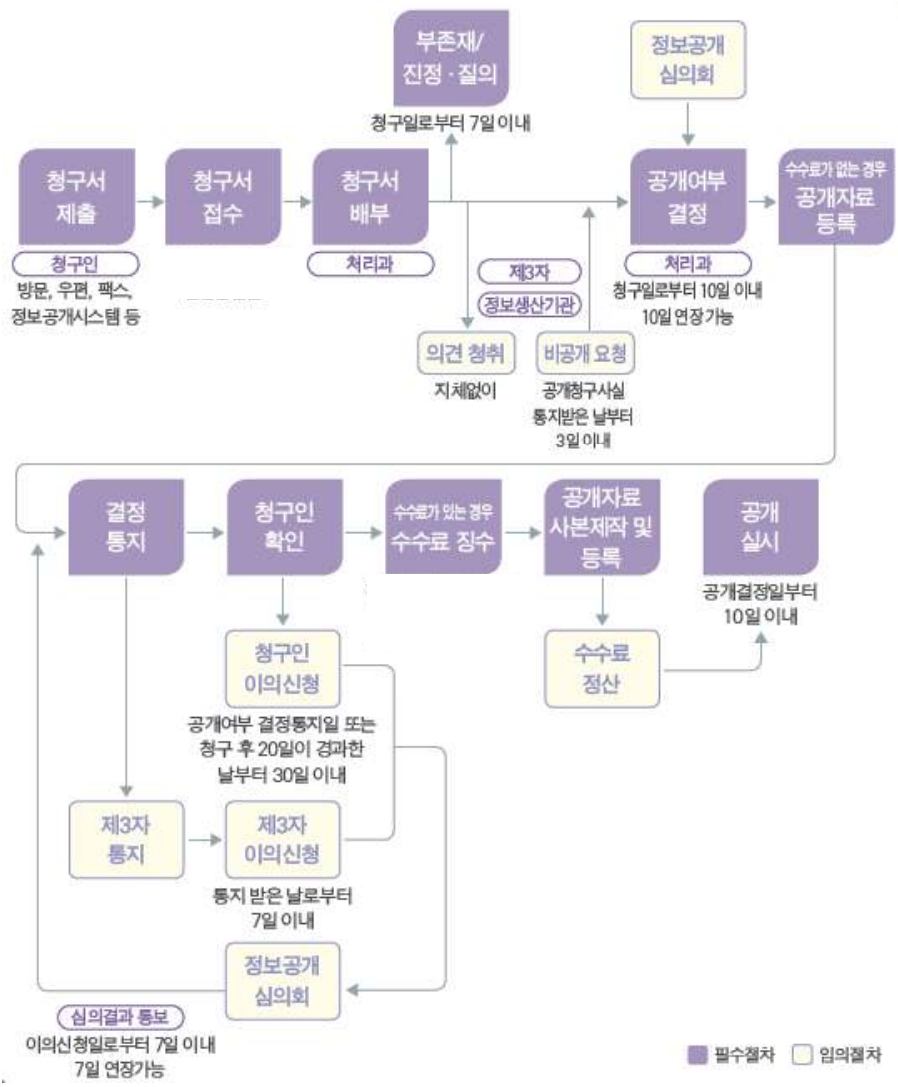 부존재/
진정·질의
청구일로부터 7일 이내
정보공개
심의회
청구서
제출
청구인
방문, 우편, 팩스,
정보공개시스템 등
청구서
접수
청구서
배부
처리과
공개여부
결정
처리과
청구일로부터 10일 이내
10일 연장 가능
수수료가 없는 경우
공개자료
등록
제3자
정보생산기관
의견 청취
지체없이
비공개 요청
공개청구사실
통지받은 날부터
3일 이내
결정
통지
청구인
확인
수수료가 있는 경우
수수료 징수
공개자료
사본제작 및
등록
공개
실시
공개결정일부터
10일 이내
청구인
이의신청
공개여부 결정통지일 또는
청구 후 20일이 경과한
날부터 30일 이내
수수료
정산
제3자
통지
제3자
이의신청
통지 받은 날로부터
7일 이내
정보공개
심의회
심의결과 통보
이의신청일로부터 7일 이내
7일 연장가능
필수절차
임의절차